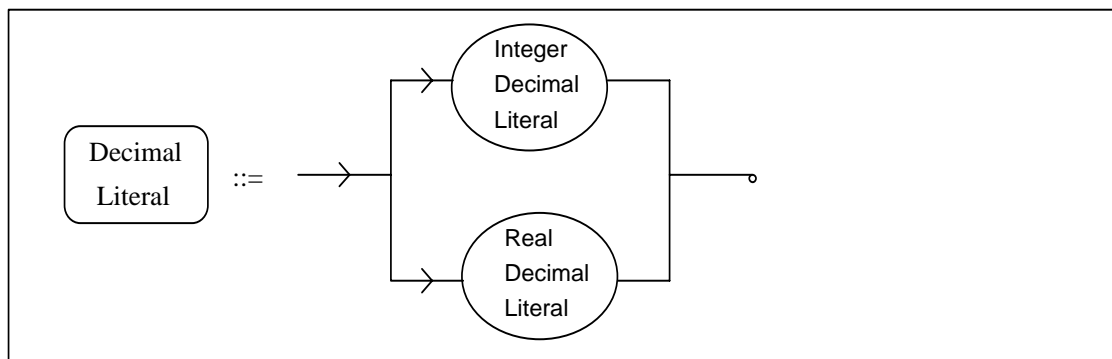 Decimal
Literal
::=
Integer
Decimal
Literal
Real
Decimal
Literal